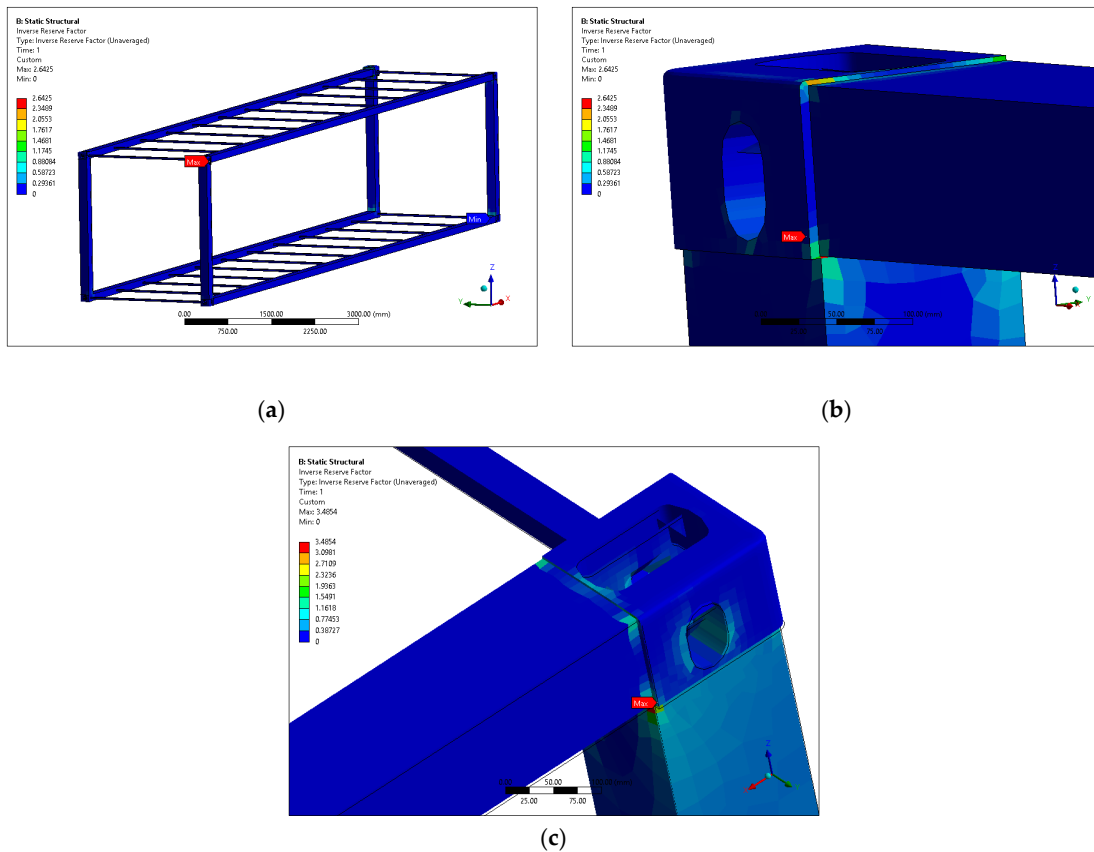 B: Static Structural
Inverse Reserve Factor
Type: Inverse Reserve Factor (Unaveraged)
Time: 1
Custom
Max: 2.6425
Min: 0
2.6425
2.3489
2.0553
1.7617
1.4681
1.1745
0.88084
0.58723
0.29361
0
Max
Min
Z
Y
X
0.00
1500.00
3000.00 (mm)
750.00
2250.00
(a)
B: Static Structural
Inverse Reserve Factor
Type: Inverse Reserve Factor (Unaveraged)
Time: 1
Custom
Max: 2.6425
Min: 0
2.6425
2.3489
2.0553
1.7617
1.4681
1.1745
0.88084
0.58723
0.29361
0
Max
Z
Y
50.00
75.00
(b)
B: Static Structural
Inverse Reserve Factor
Type: Inverse Reserve Factor (Unaveraged)
Time: 1
Custom
Max: 3.4854
Min: 0
3.4854
3.0981
2.7109
2.3236
1.9363
1.5491
1.1618
0.77453
0.38727
0
Max
Z
50.00
25.00
75.00
(c)